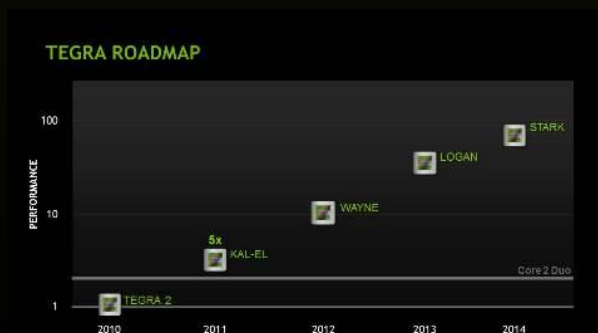 TEGRA ROADMAP
100
STARK
LOGAN
PERFORMANCE
10
WAYNE
5x
KAL-EL
Core 2 Duo
1
TEGRA 2
2010
2011
2012
2013
2014